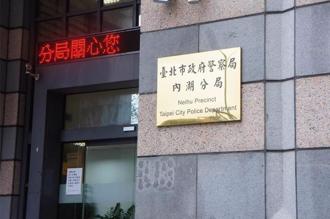 分局關心您
臺北市政府警察局
內湖分局
Neihu Precinct
Taipei City Police Department